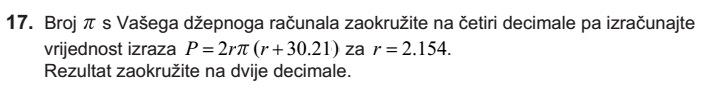 17. Broj π s Vašega džepnoga računala zaokružite na četiri decimale pa izračunajte
vrijednost izraza P = 2rπ (r + 30.21) za r = 2.154.
Rezultat zaokružite na dvije decimale.